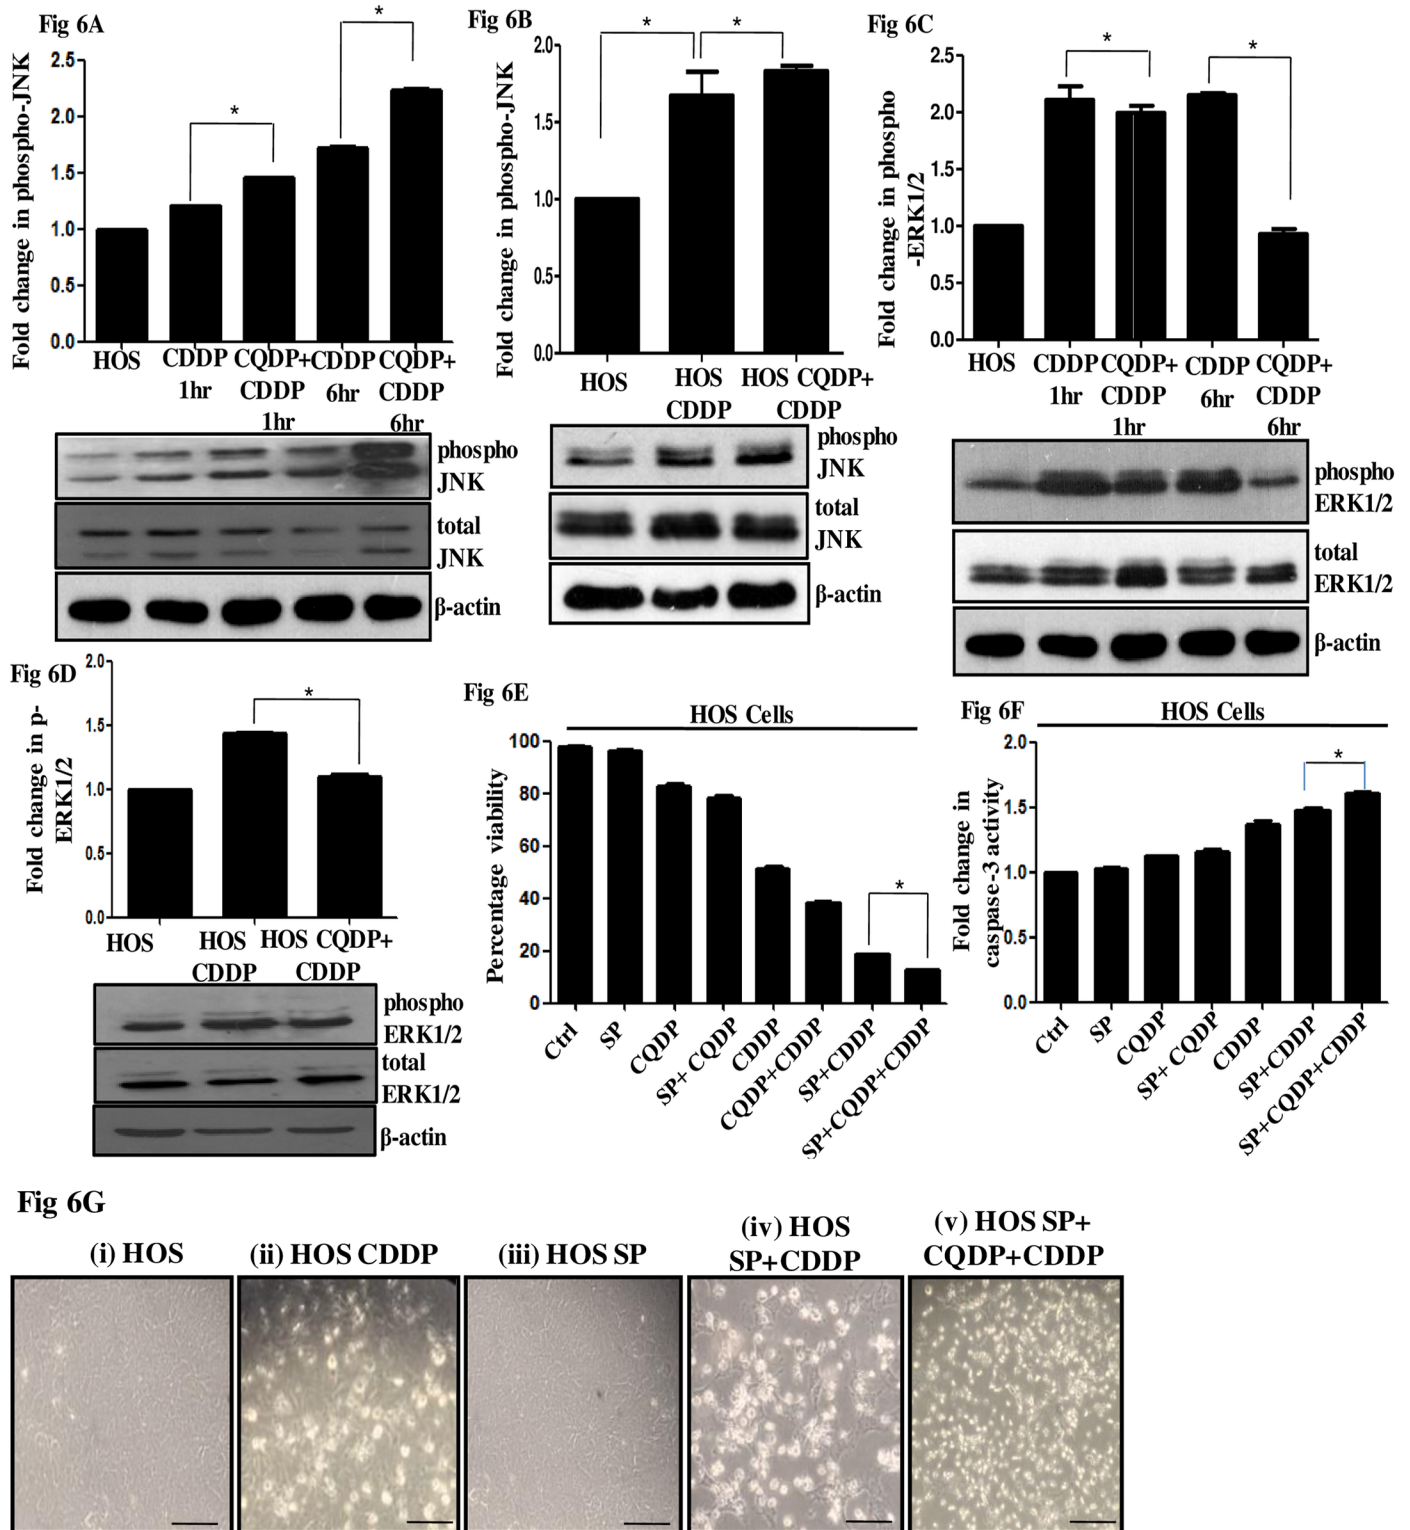 Fig 6A
Fold change in phospho-JNK
2.5
2.0
1.5
1.0
0.5
0.0
*
*
HOS CDDP CQDP+ CDDP CQDP+
1hr CDDP 6hr CDDP
1hr 6hr
phospho
JNK
total
JNK
β-actin
Fig 6B
Fold change in phospho-JNK
2.0
1.5
1.0
0.5
0.0
* *
HOS HOS HOS CQDP+
CDDP CDDP
phospho
JNK
total
JNK
β-actin
Fig 6C
Fold change in phospho
-ERK1/2
2.5
2.0
1.5
1.0
0.5
0.0
* *
HOS CDDP CQDP+ CDDP CQDP+
1hr CDDP 6hr CDDP
1hr 6hr
phospho
ERK1/2
total
ERK1/2
β-actin
Fig 6D
Fold change in p-
ERK1/2
2.0
1.5
1.0
0.5
0.0
*
HOS HOS HOS CQDP+
CDDP CDDP
phospho
ERK1/2
total
ERK1/2
β-actin
Fig 6E
HOS Cells
Percentage viability
100
80
60
40
20
0
*
Ctrl
SP
CQDP
SP+ CQDP
CDDP
CQDP+CDDP
SP+CDDP
SP+CQDP+CDDP
Fig 6F
HOS Cells
Fold change in
caspase-3 activity
2.0
1.5
1.0
0.5
0.0
*
Ctrl
SP
CQDP
SP+ CQDP
CDDP
SP+CDDP
SP+CQDP+CDDP
Fig 6G
(i) HOS
(ii) HOS CDDP
(iii) HOS SP
(iv) HOS
SP+CDDP
(v) HOS SP+
CQDP+CDDP